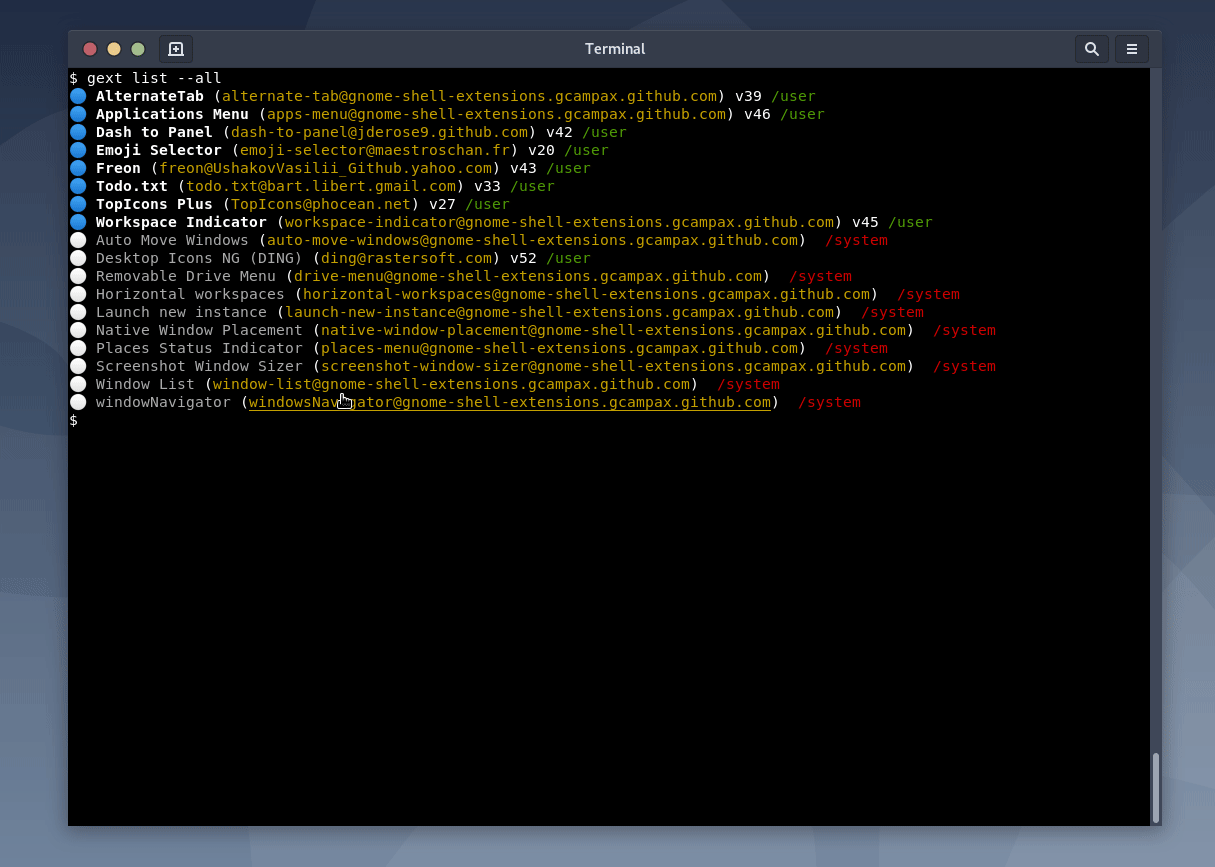 Terminal
$ gext list --all
AlternateTab (alternate-tab@gnome-shell-extensions.gcampax.github.com) v39 /user
Applications Menu (apps-menu@gnome-shell-extensions.gcampax.github.com) v46 /user
Dash to Panel (dash-to-panel@jderose9.github.com) v42 /user
Emoji Selector (emoji-selector@maestroschan.fr) v20 /user
Freon (freon@UshakovVasilii_Github.yahoo.com) v43 /user
Todo.txt (todo.txt@bart.libert.gmail.com) v33 /user
TopIcons Plus (TopIcons@phocean.net) v27 /user
Workspace Indicator (workspace-indicator@gnome-shell-extensions.gcampax.github.com) v45 /user
Auto Move Windows (auto-move-windows@gnome-shell-extensions.gcampax.github.com)  /system
Desktop Icons NG (DING) (ding@rastersoft.com) v52 /user
Removable Drive Menu (drive-menu@gnome-shell-extensions.gcampax.github.com)  /system
Horizontal workspaces (horizontal-workspaces@gnome-shell-extensions.gcampax.github.com)  /system
Launch new instance (launch-new-instance@gnome-shell-extensions.gcampax.github.com)  /system
Native Window Placement (native-window-placement@gnome-shell-extensions.gcampax.github.com)  /system
Places Status Indicator (places-menu@gnome-shell-extensions.gcampax.github.com)  /system
Screenshot Window Sizer (screenshot-window-sizer@gnome-shell-extensions.gcampax.github.com)  /system
Window List (window-list@gnome-shell-extensions.gcampax.github.com)  /system
windowNavigator (windowsNavigator@gnome-shell-extensions.gcampax.github.com)  /system
$